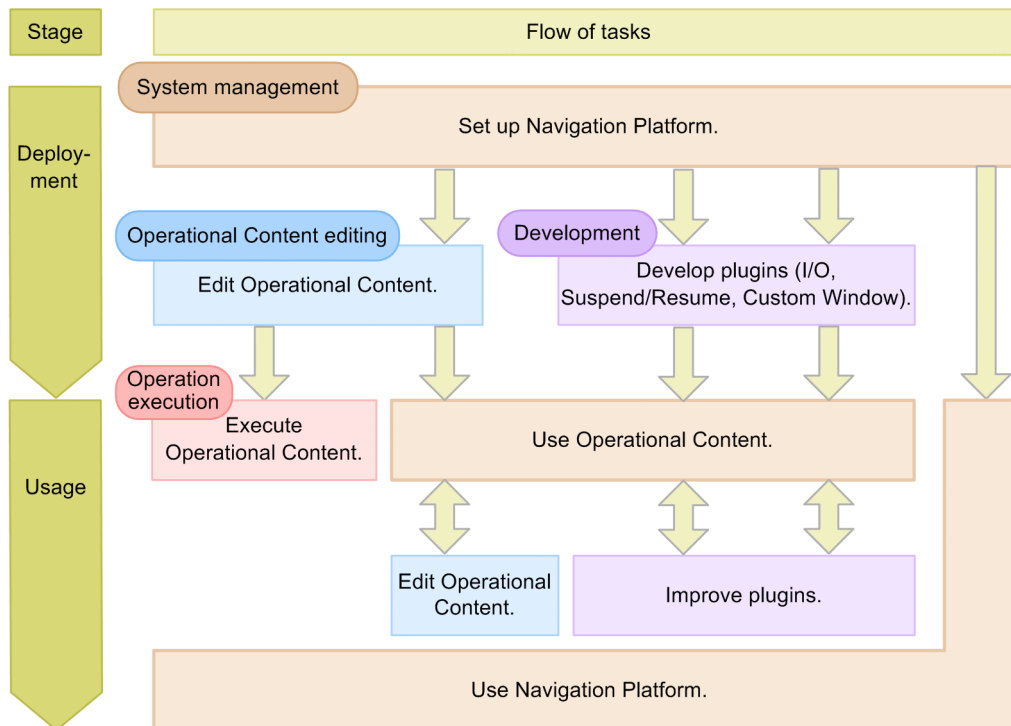 Stage
Flow of tasks
System management
Set up Navigation Platform.
Deploy-
ment
Operational Content editing
Development
Edit Operational Content.
Develop plugins (I/O,
Suspend/Resume, Custom Window).
Operation
execution
Execute
Operational Content.
Use Operational Content.
Usage
Edit Operational
Content.
Improve plugins.
Use Navigation Platform.